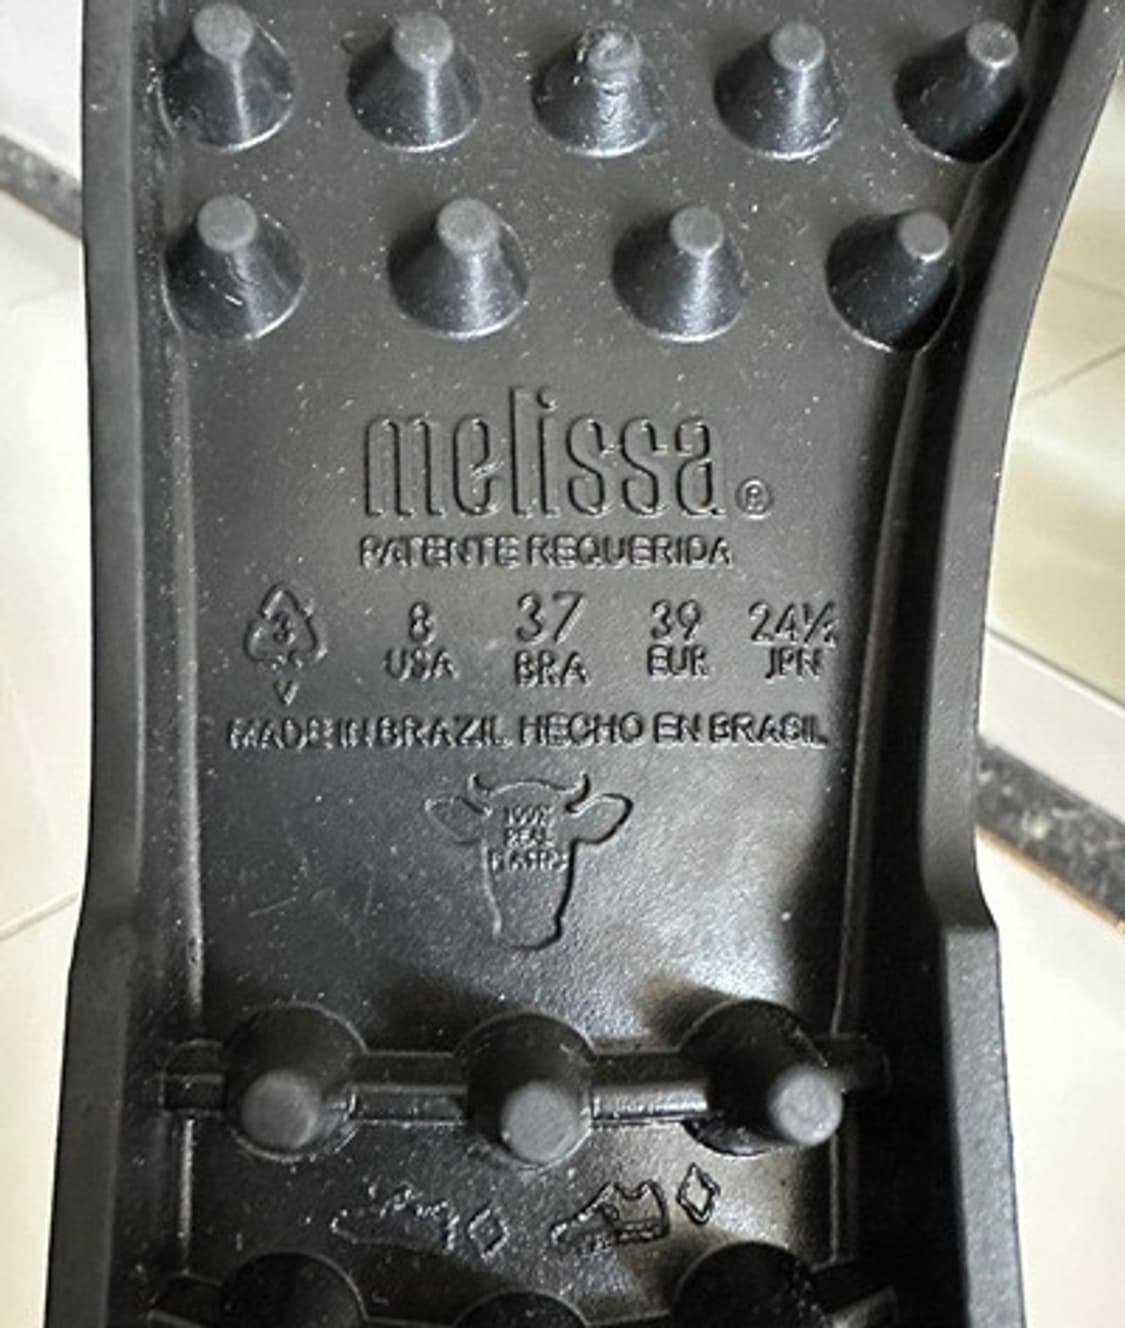 melissa®
PATENTE REQUERIDA
3 8 37 39 24½
V USA BRA EUR JPN
MADE IN BRAZIL HECHO EN BRASIL
100%
REAL
PLASTIC